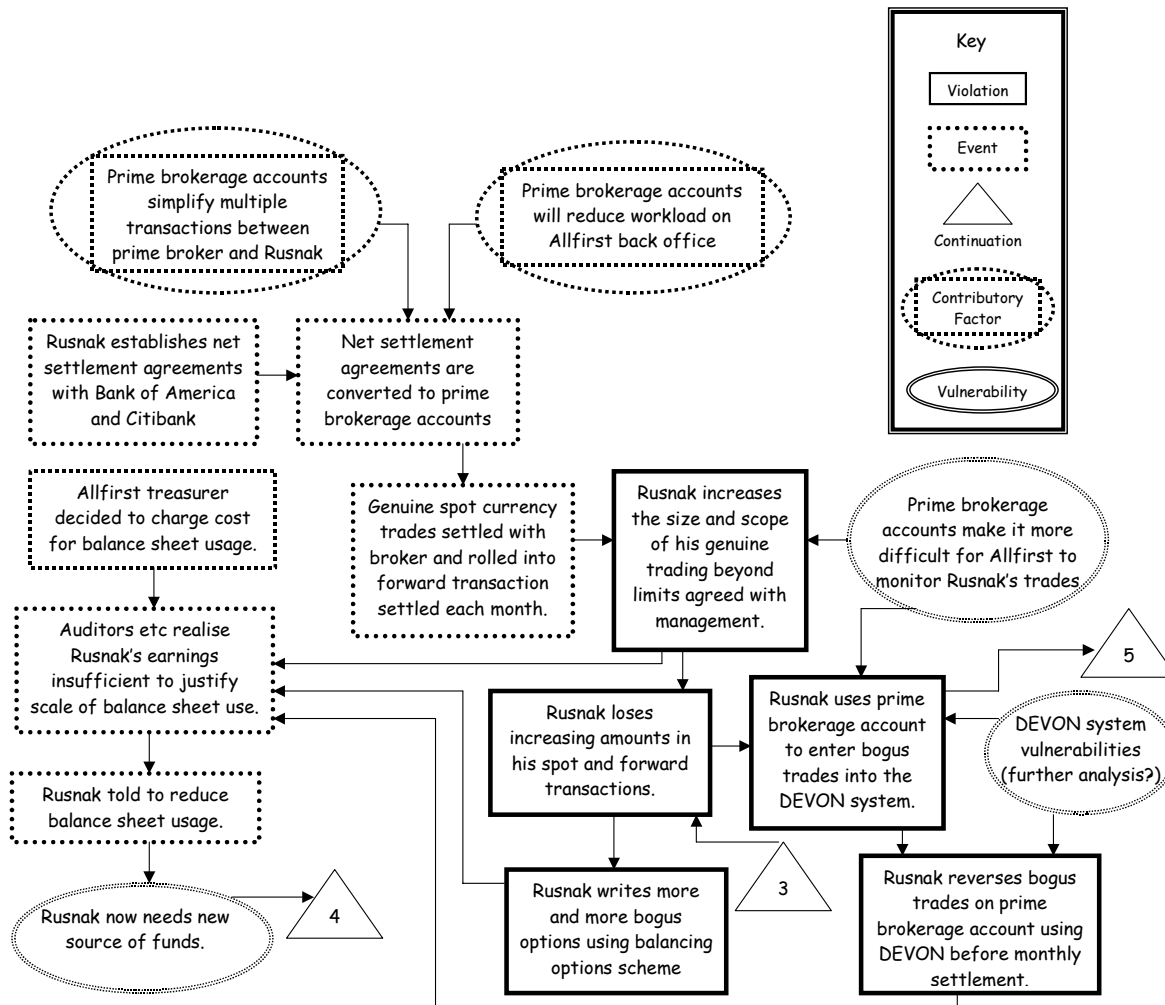 Key
Violation
Event
Continuation
Contributory
Factor
Vulnerability
Prime brokerage accounts
simplify multiple
transactions between
prime broker and Rusnak
Prime brokerage accounts
will reduce workload on
Allfirst back office
Rusnak establishes net
settlement agreements
with Bank of America
and Citibank
Net settlement
agreements are
converted to prime
brokerage accounts
Allfirst treasurer
decided to charge cost
for balance sheet usage.
Genuine spot currency
trades settled with
broker and rolled into
forward transaction
settled each month.
Rusnak increases
the size and scope
of his genuine
trading beyond
limits agreed with
management.
Prime brokerage
accounts make it more
difficult for Allfirst to
monitor Rusnak's trades
Auditors etc realise
Rusnak's earnings
insufficient to justify
scale of balance sheet use.
Rusnak loses
increasing amounts in
his spot and forward
transactions.
Rusnak uses prime
brokerage account
to enter bogus
trades into the
DEVON system.
5
DEVON system
vulnerabilities
(further analysis?)
Rusnak told to reduce
balance sheet usage.
Rusnak now needs new
source of funds.
4
Rusnak writes more
and more bogus
options using balancing
options scheme
3
Rusnak reverses bogus
trades on prime
brokerage account using
DEVON before monthly
settlement.